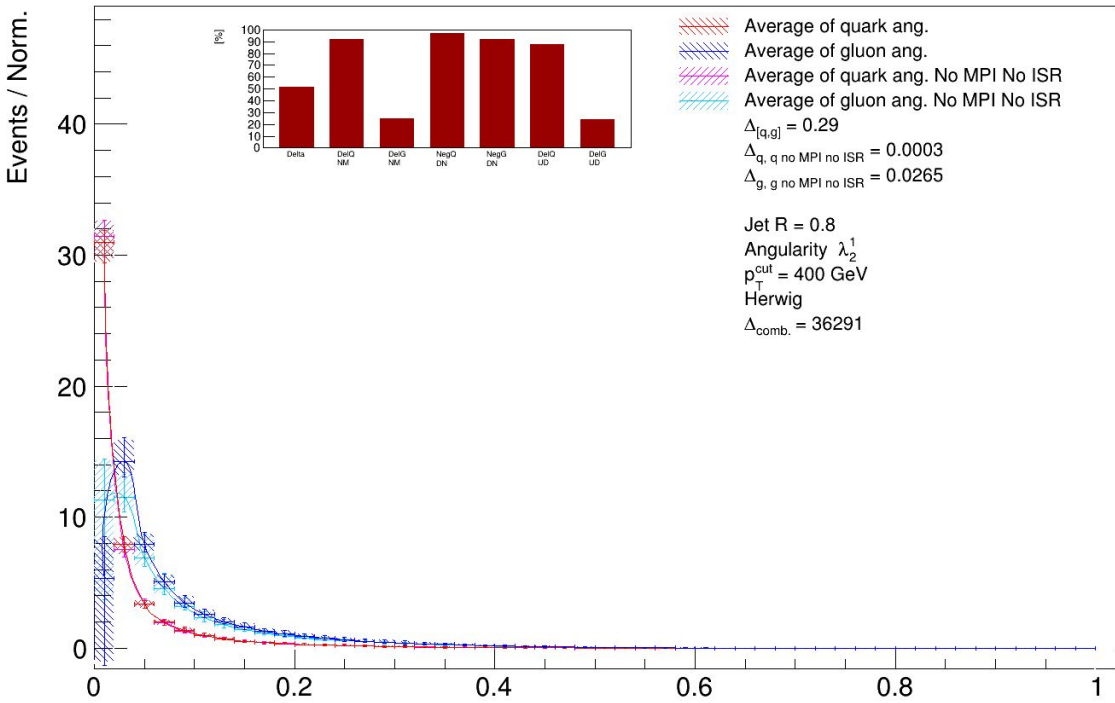 Events / Norm.
40
30
20
10
0
0 0.2 0.4 0.6 0.8 1
[%]
100
90
80
70
60
50
40
30
20
10
0
Delta DelQ DelG NegQ NegG DelQ DelG
NM NM DN DN UD UD
Average of quark ang.
Average of gluon ang.
Average of quark ang. No MPI No ISR
Average of gluon ang. No MPI No ISR
Δ[q,g] = 0.29
Δq, q no MPI no ISR = 0.0003
Δg, g no MPI no ISR = 0.0265
Jet R = 0.8
Angularity λ₂¹
p_T^cut = 400 GeV
Herwig
Δcomb. = 36291